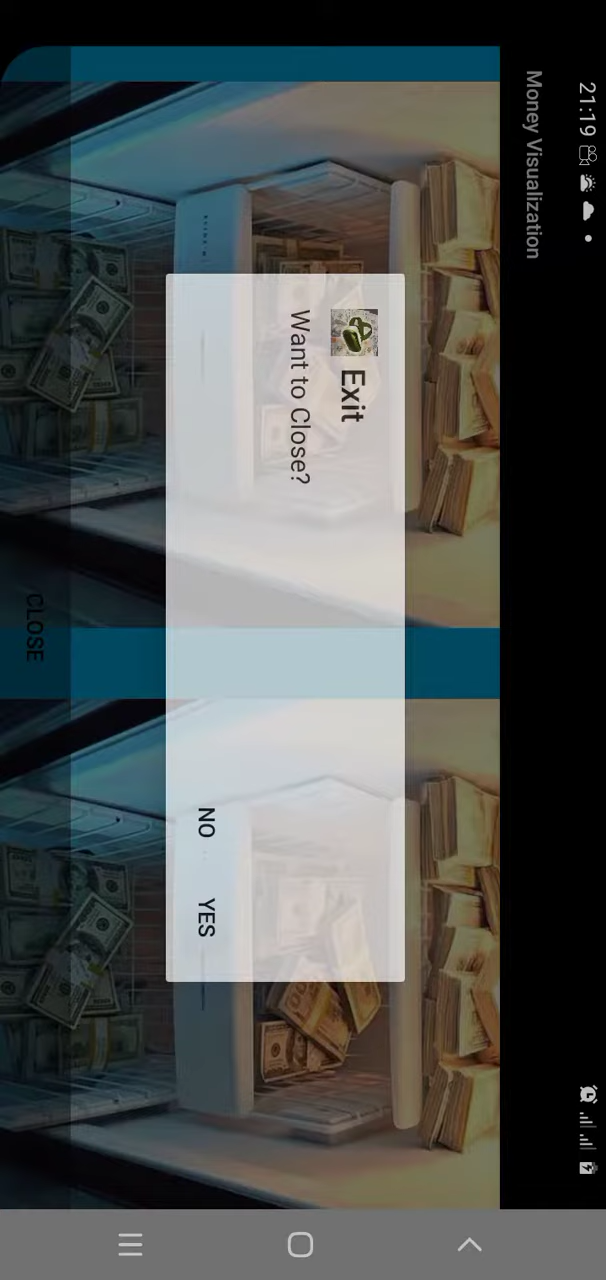 21:19
Money Visualization
Exit
Want to Close?
NO YES
CLOSE